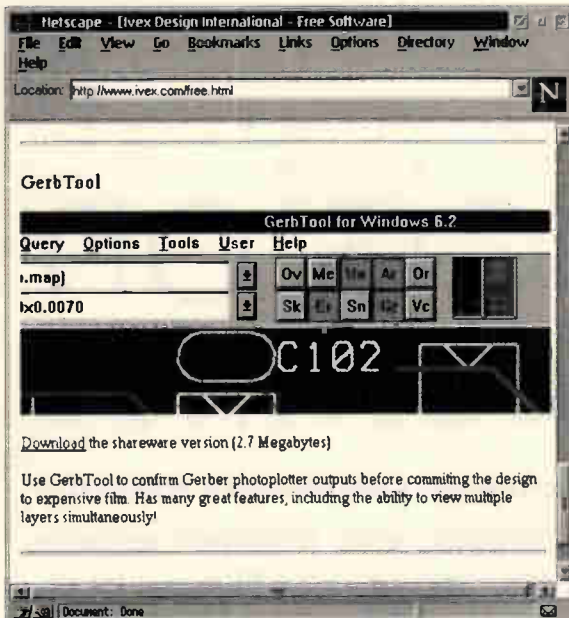 Netscape - [Ivex Design International - Free Software]
File Edit View Go Bookmarks Links Options Directory Window
Help
Location: http://www.ivex.com/free.html
N
GerbTool
GerbTool for Windows 6.2
Query Options Tools User Help
.map)
Ov Me Ar Or
bx0.0070
Sk Sn Vc
C102
Download the shareware version (2.7 Megabytes)
Use GerbTool to confirm Gerber photoplotter outputs before commiting the design
to expensive film. Has many great features, including the ability to view multiple
layers simultaneously!
Document: Done